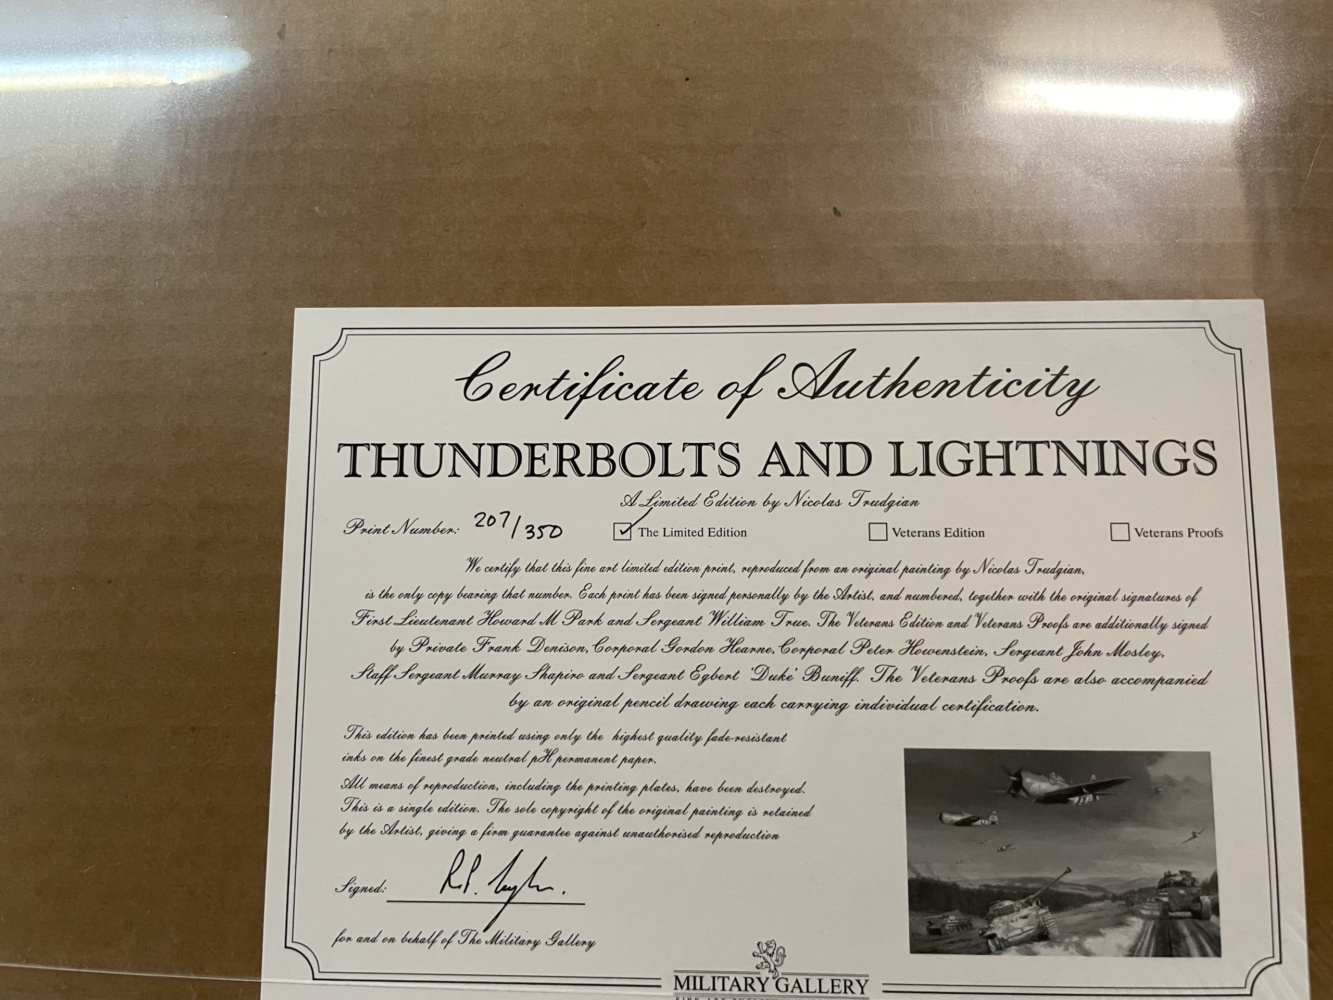 Certificate of Authenticity
THUNDERBOLTS AND LIGHTNINGS
A Limited Edition by Nicolas Trudgian
Print Number: 207/350 The Limited Edition Veterans Edition Veterans Proofs
We certify that this fine art limited edition print, reproduced from an original painting by Nicolas Trudgian,
is the only copy bearing that number. Each print has been signed personally by the Artist, and numbered, together with the original signatures of
First Lieutenant Howard M Park and Sergeant William True. The Veterans Edition and Veterans Proofs are additionally signed
by Private Frank Denison, Corporal Gordon Hearne, Corporal Peter Howenstein, Sergeant John Mosley,
Staff Sergeant Murray Shapiro and Sergeant Egbert 'Duke' Buniff. The Veterans Proofs are also accompanied
by an original pencil drawing each carrying individual certification.
This edition has been printed using only the highest quality fade-resistant
inks on the finest grade neutral pH permanent paper.
All means of reproduction, including the printing plates, have been destroyed.
This is a single edition. The sole copyright of the original painting is retained
by the Artist, giving a firm guarantee against unauthorised reproduction
Signed:
for and on behalf of The Military Gallery
MILITARY GALLERY